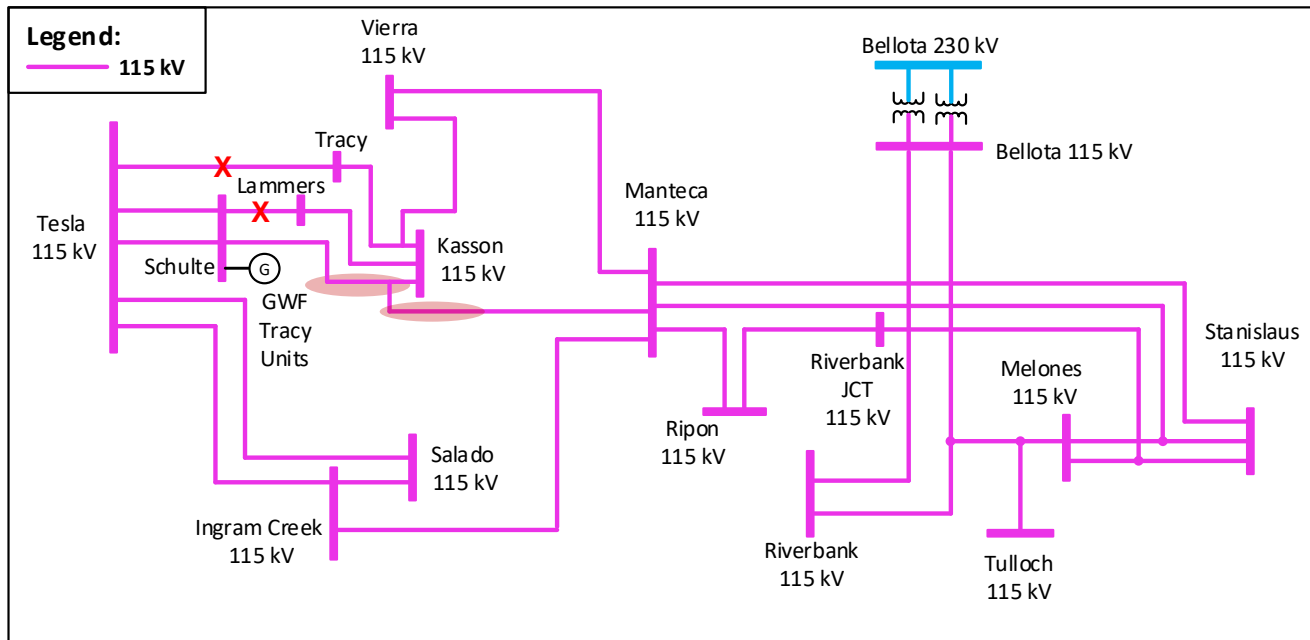 Legend:
115 kV
Vierra
115 kV
Bellota 230 kV
Tracy
Bellota 115 kV
Lammers
X
X
Manteca
115 kV
Tesla
115 kV
Kasson
115 kV
Schulte
G
GWF
Tracy
Units
Stanislaus
115 kV
Riverbank
JCT
115 kV
Melones
115 kV
Ripon
115 kV
Salado
115 kV
Ingram Creek
115 kV
Riverbank
115 kV
Tulloch
115 kV